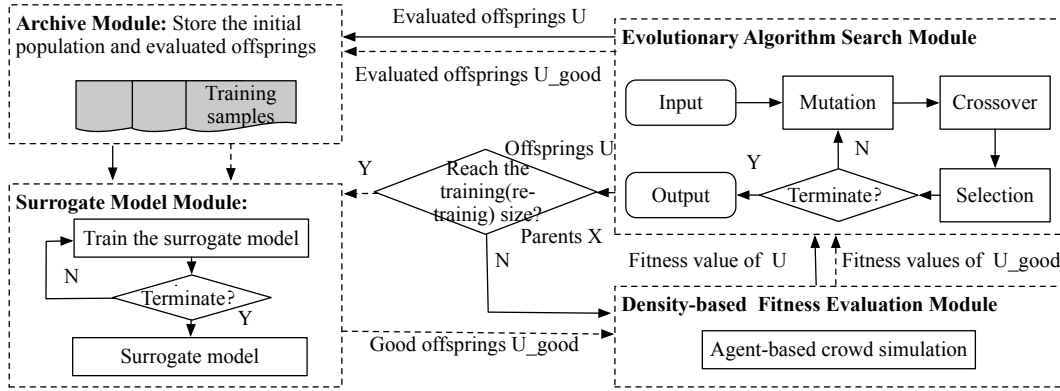 Archive Module: Store the initial
population and evaluated offsprings
Training
samples
Evaluated offsprings U
Evaluated offsprings U_good
Evolutionary Algorithm Search Module
Input
Mutation
Crossover
Output
Y
Terminate?
N
Selection
Offsprings U
Y
Reach the
training(re-
trainig) size?
Parents X
N
Surrogate Model Module:
Train the surrogate model
N
Terminate?
Y
Surrogate model
Good offsprings U_good
Fitness value of U
Fitness values of U_good
Density-based Fitness Evaluation Module
Agent-based crowd simulation